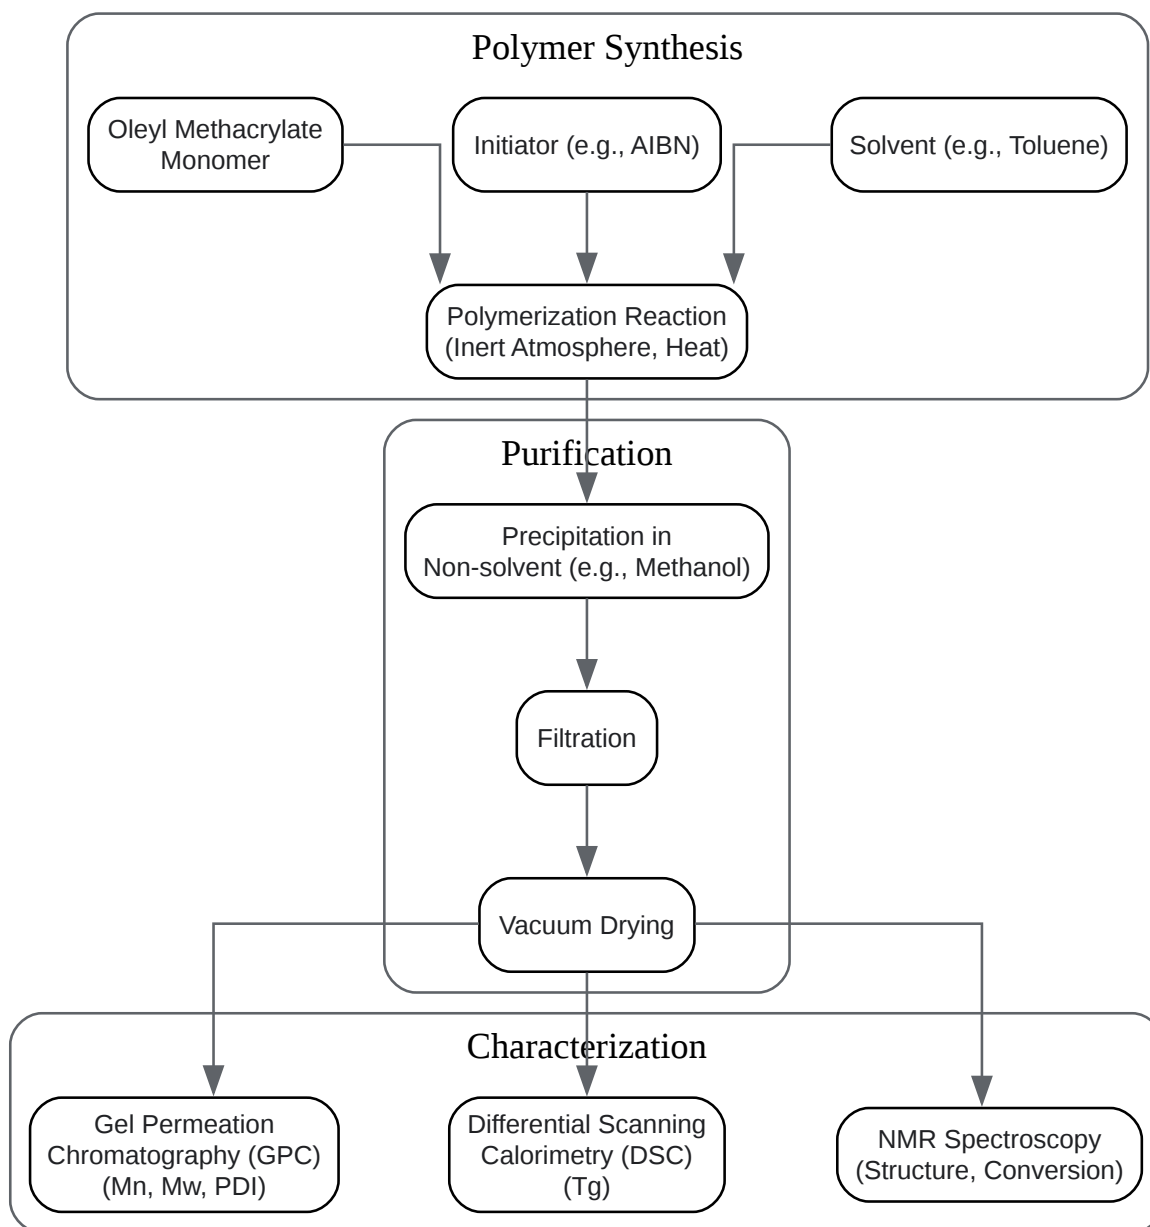 Polymer Synthesis
Oleyl Methacrylate
Monomer
Initiator (e.g., AIBN)
Solvent (e.g., Toluene)
Polymerization Reaction
(Inert Atmosphere, Heat)
Purification
Precipitation in
Non-solvent (e.g., Methanol)
Filtration
Vacuum Drying
Characterization
Gel Permeation
Chromatography (GPC)
(Mn, Mw, PDI)
Differential Scanning
Calorimetry (DSC)
(Tg)
NMR Spectroscopy
(Structure, Conversion)